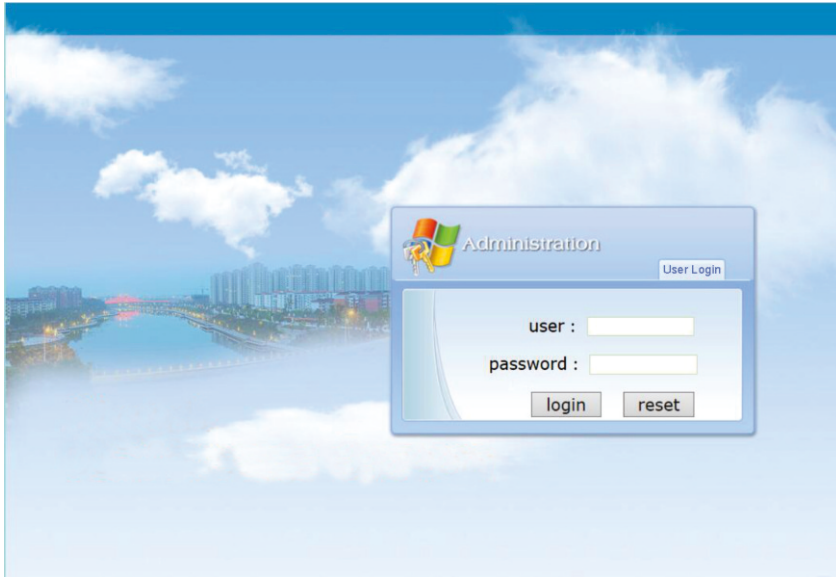 Administration
User Login
user :
password :
login
reset